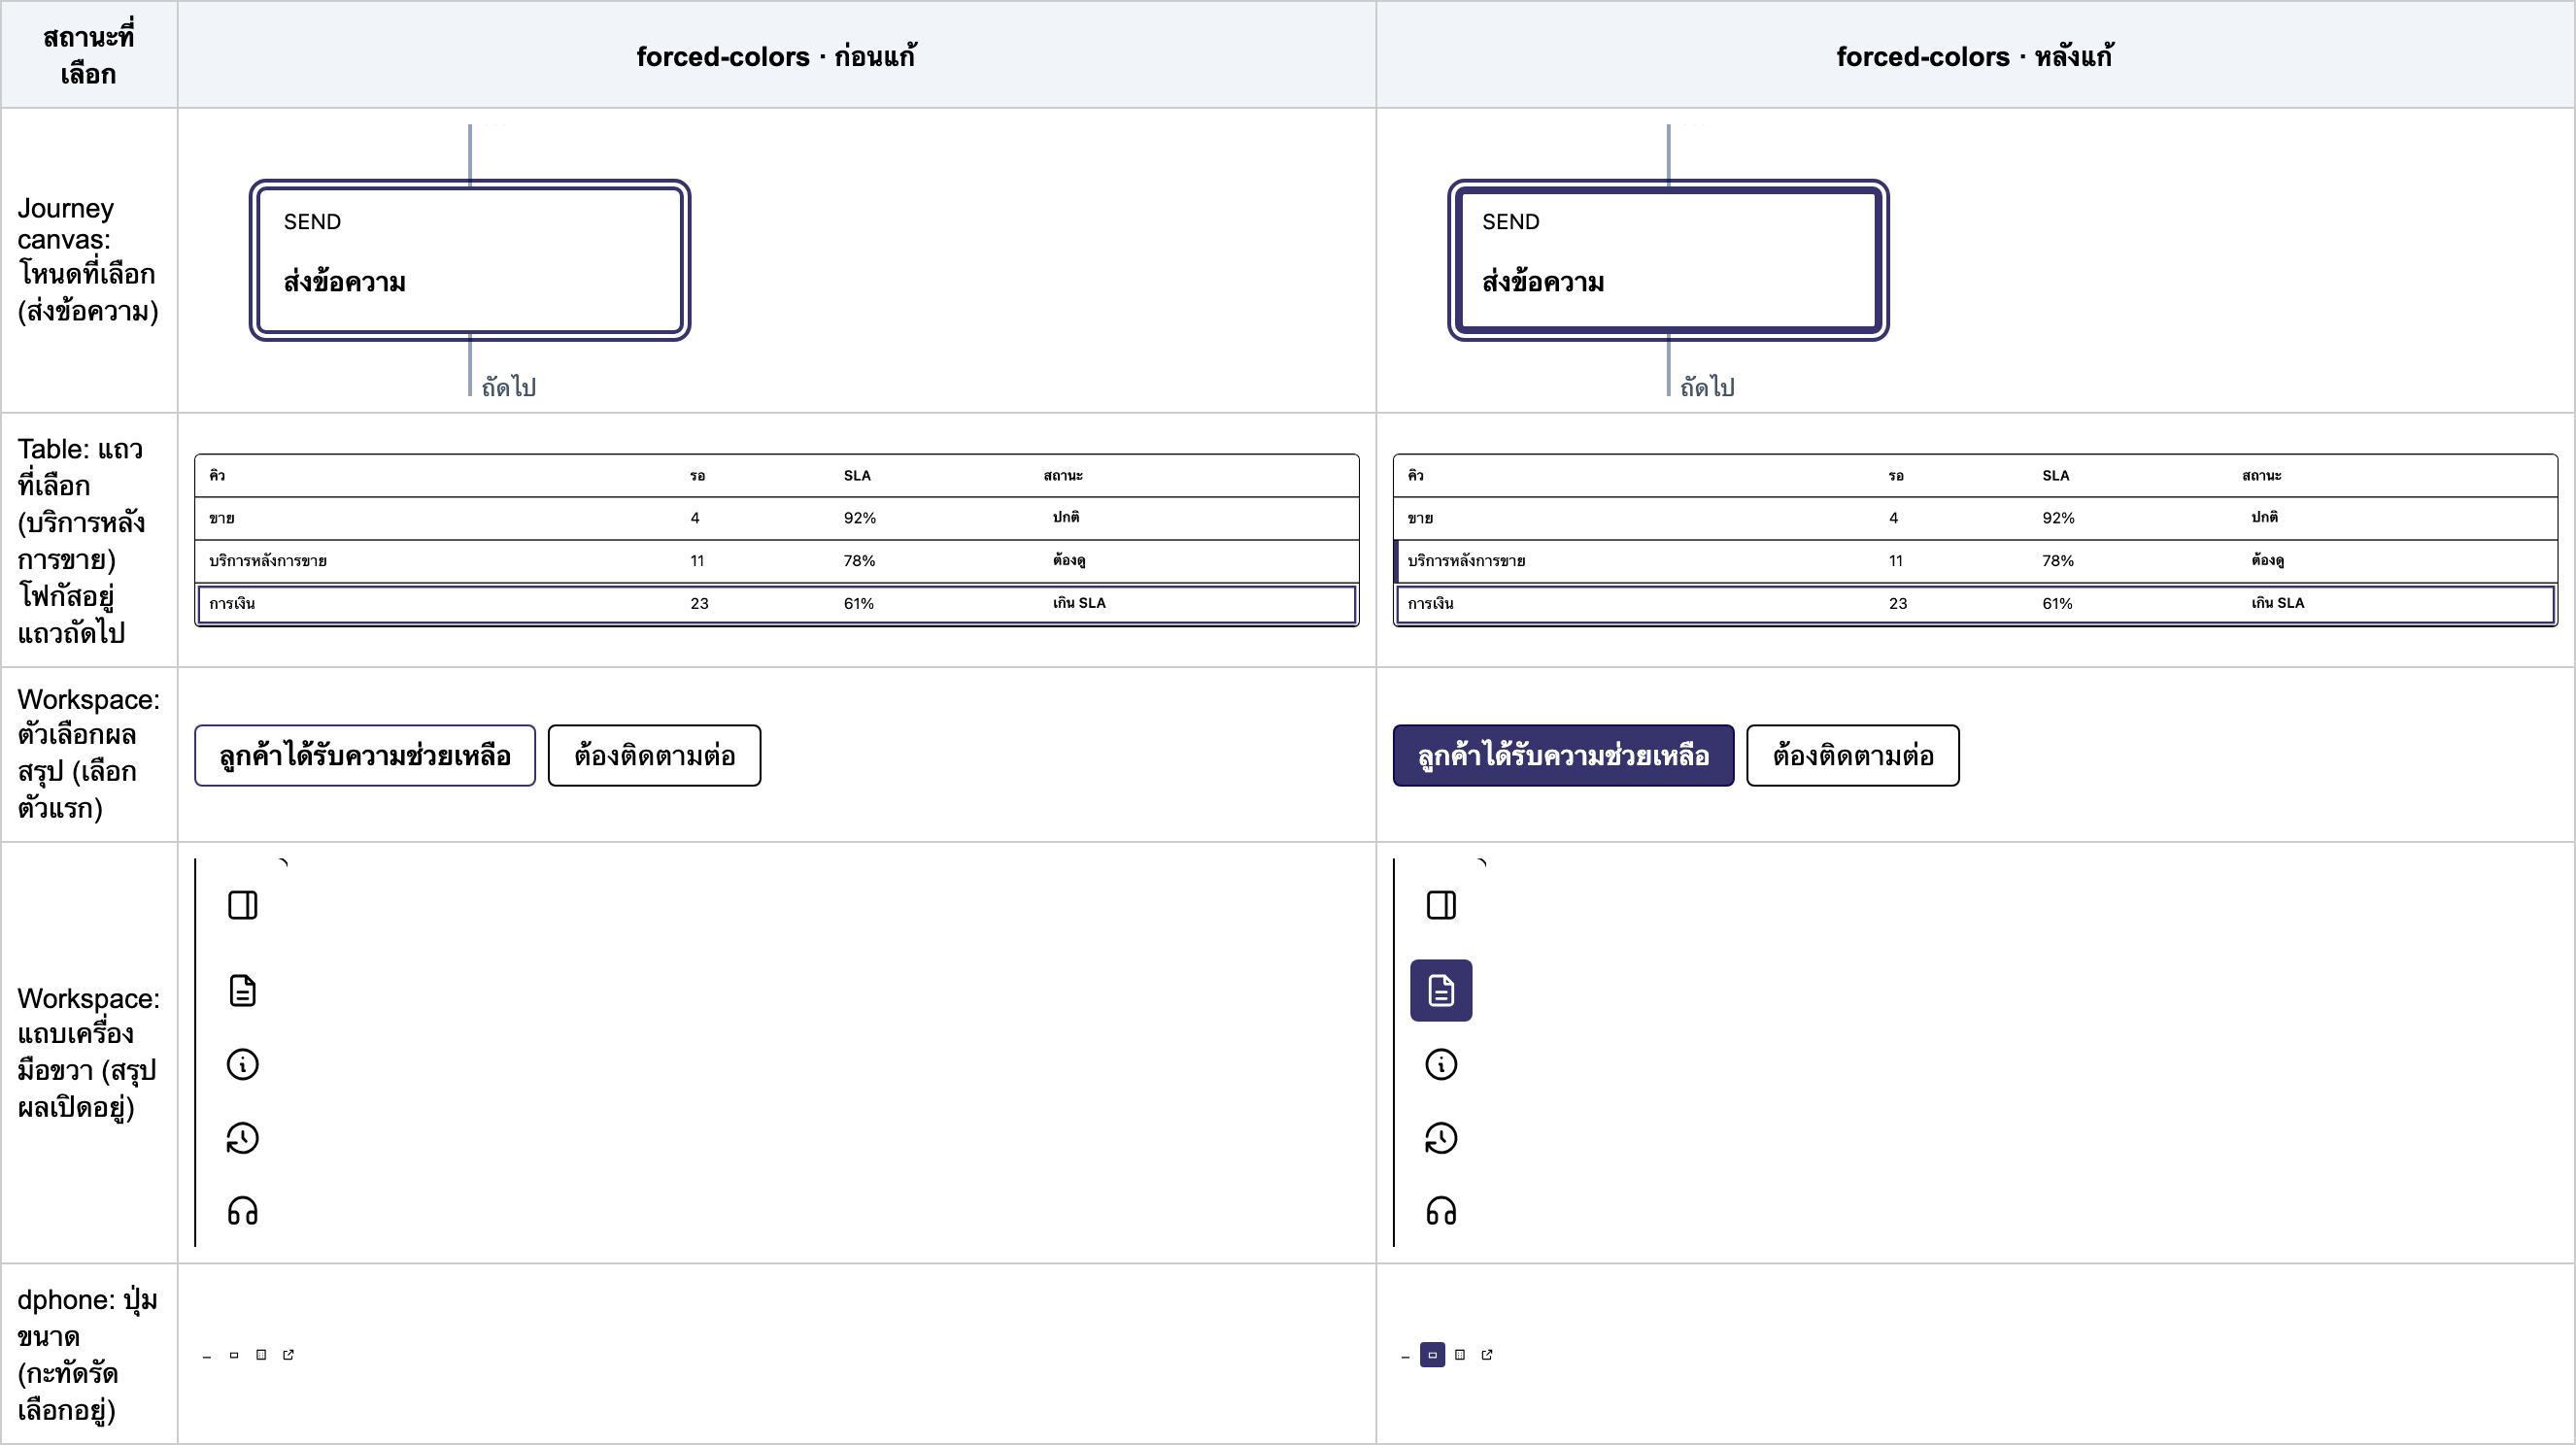 สถานะที่
เลือก
forced-colors · ก่อนแก้
forced-colors · หลังแก้
Journey
canvas:
โหนดที่เลือก
(ส่งข้อความ)
SEND
ส่งข้อความ
ถัดไป
SEND
ส่งข้อความ
ถัดไป
Table: แถว
ที่เลือก
(บริการหลัง
การขาย)
โฟกัสอยู่
แถวถัดไป
คิว รอ SLA สถานะ
ขาย 4 92% ปกติ
บริการหลังการขาย 11 78% ต้องดู
การเงิน 23 61% เกิน SLA
คิว รอ SLA สถานะ
ขาย 4 92% ปกติ
บริการหลังการขาย 11 78% ต้องดู
การเงิน 23 61% เกิน SLA
Workspace:
ตัวเลือกผล
สรุป (เลือก
ตัวแรก)
ลูกค้าได้รับความช่วยเหลือ ต้องติดตามต่อ
ลูกค้าได้รับความช่วยเหลือ ต้องติดตามต่อ
Workspace:
แถบเครื่อง
มือขวา (สรุป
ผลเปิดอยู่)
dphone: ปุ่ม
ขนาด
(กะทัดรัด
เลือกอยู่)